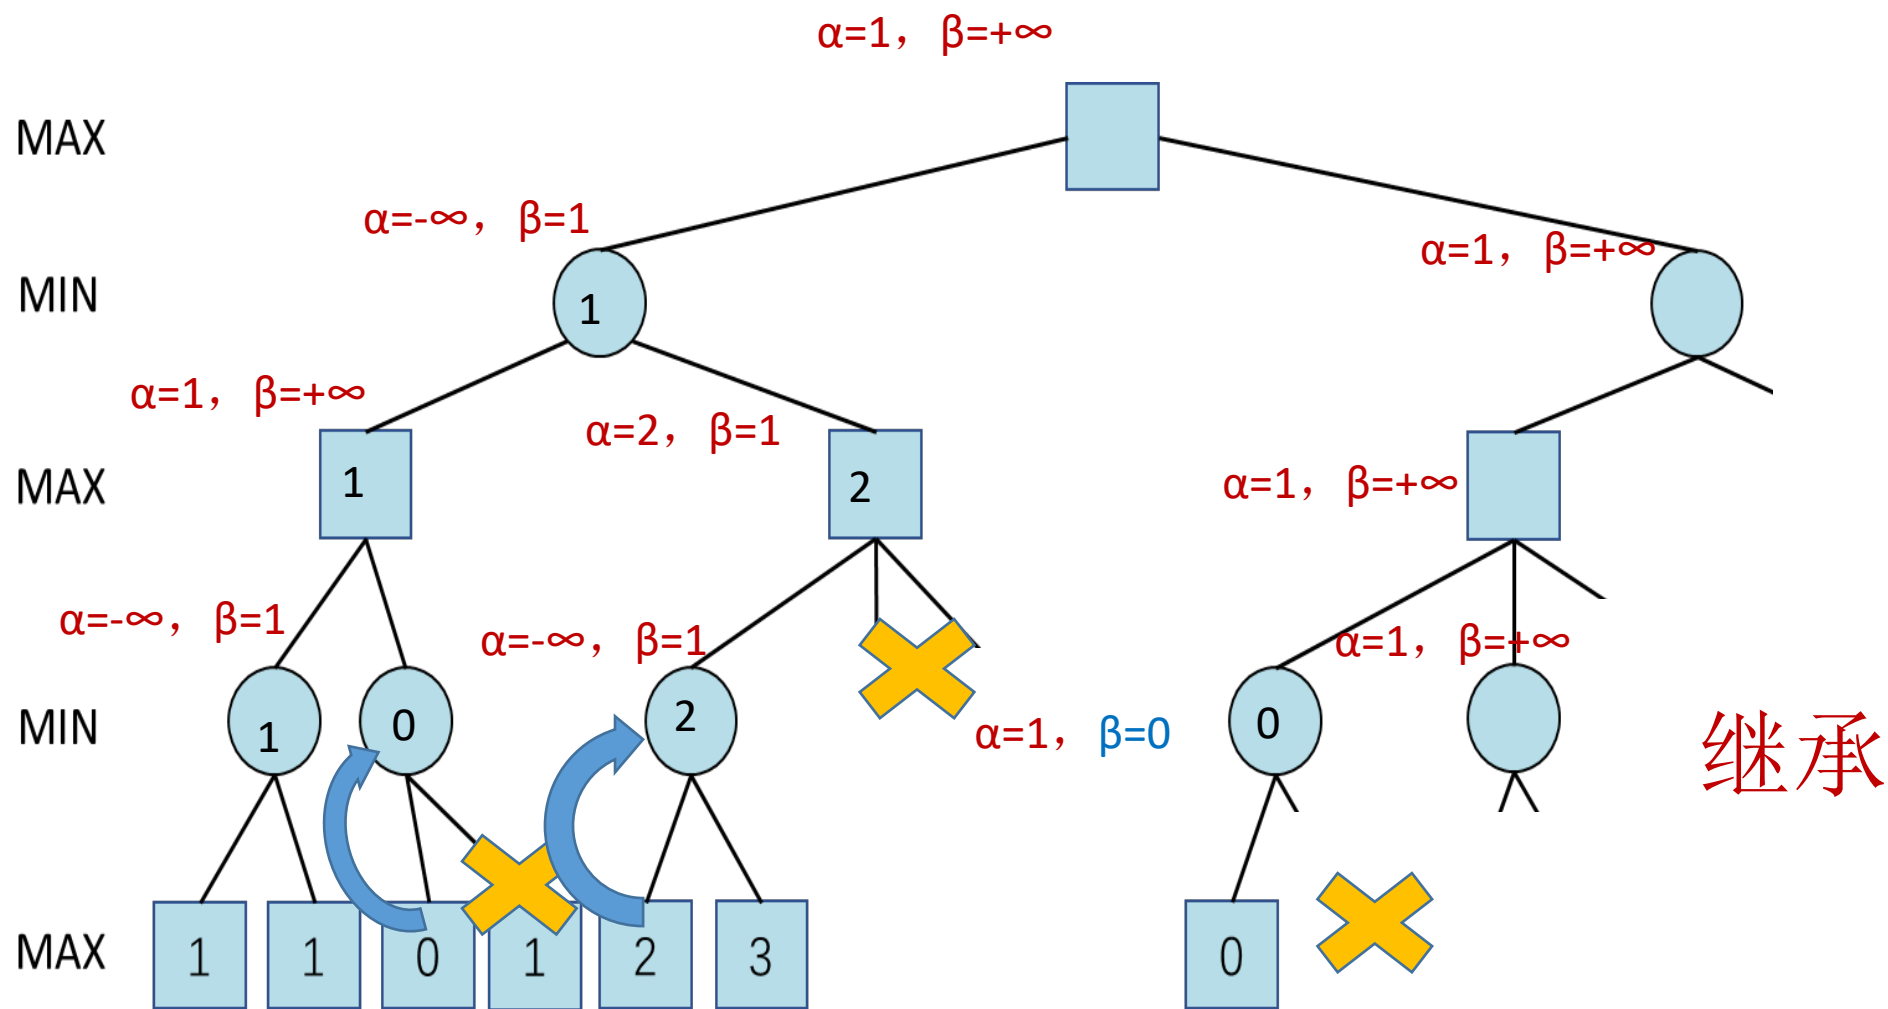 α=1，β=+∞
MAX
α=-∞，β=1
α=1，β=+∞
MIN
1
α=1，β=+∞
α=2，β=1
MAX
1
2
α=1，β=+∞
α=-∞，β=1
α=-∞，β=1
α=1，β=+∞
MIN
1
0
2
α=1，β=0
0
继承
MAX
1
1
0
1
2
3
0